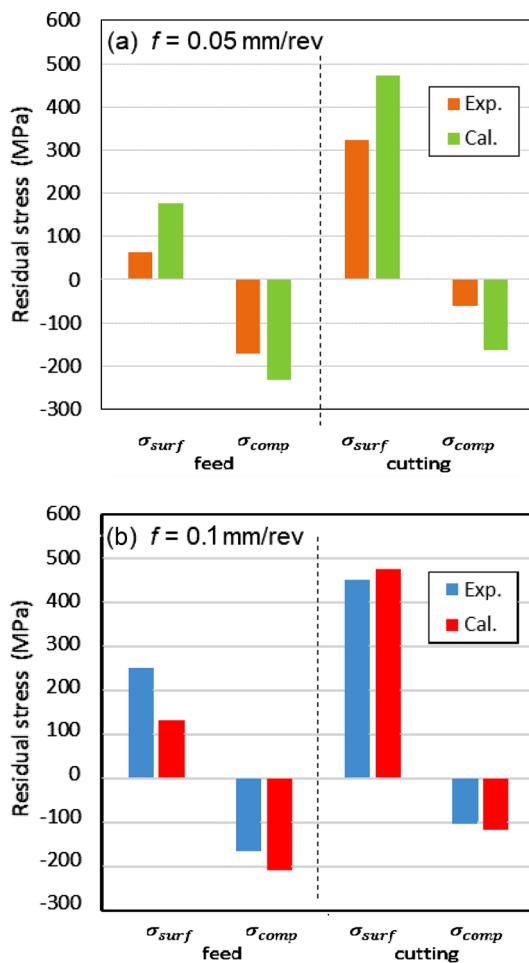 (a) f = 0.05 mm/rev
Residual stress (MPa)
600
500
400
300
200
100
0
-100
-200
-300
Exp.
Cal.
σsurf σcomp σsurf σcomp
feed cutting
(b) f = 0.1 mm/rev
Residual stress (MPa)
600
500
400
300
200
100
0
-100
-200
-300
Exp.
Cal.
σsurf σcomp σsurf σcomp
feed cutting